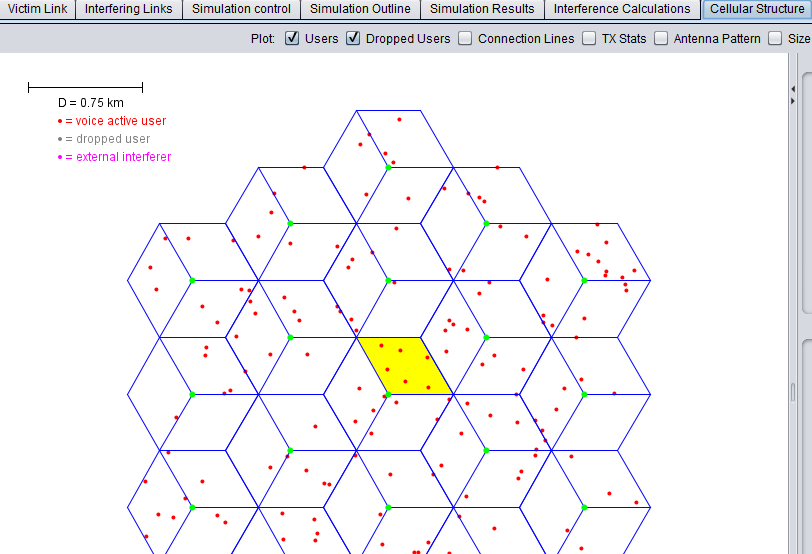 Victim Link Interfering Links Simulation control Simulation Outline Simulation Results Interference Calculations Cellular Structure
Plot: Users Dropped Users Connection Lines TX Stats Antenna Pattern Size
D = 0.75 km
= voice active user
= dropped user
= external interferer